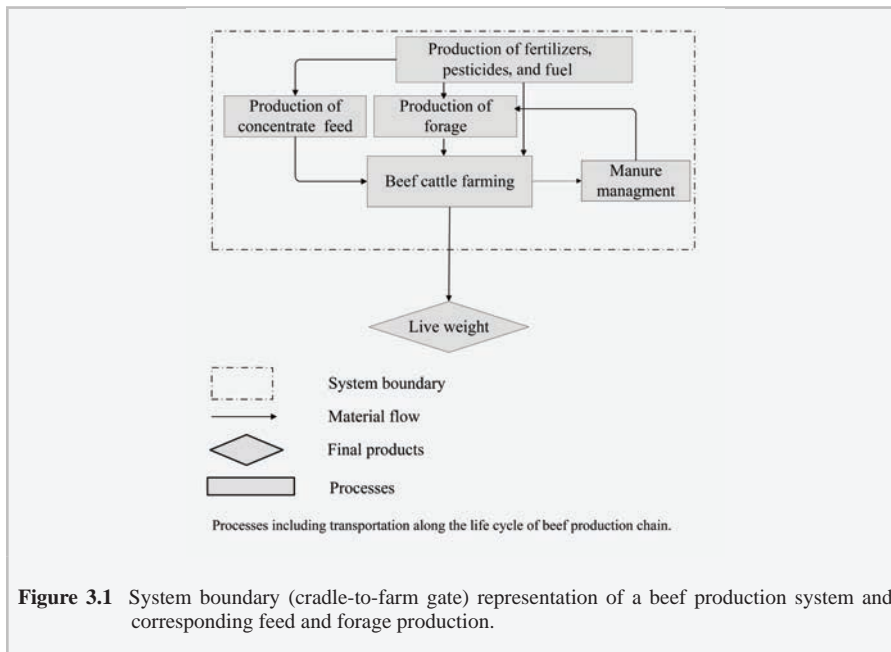 Production of fertilizers,
pesticides, and fuel
Production of
concentrate feed
Production of
forage
Beef cattle farming
Manure
managment
Live weight
System boundary
Material flow
Final products
Processes
Processes including transportation along the life cycle of beef production chain.
Figure 3.1 System boundary (cradle-to-farm gate) representation of a beef production system and
corresponding feed and forage production.